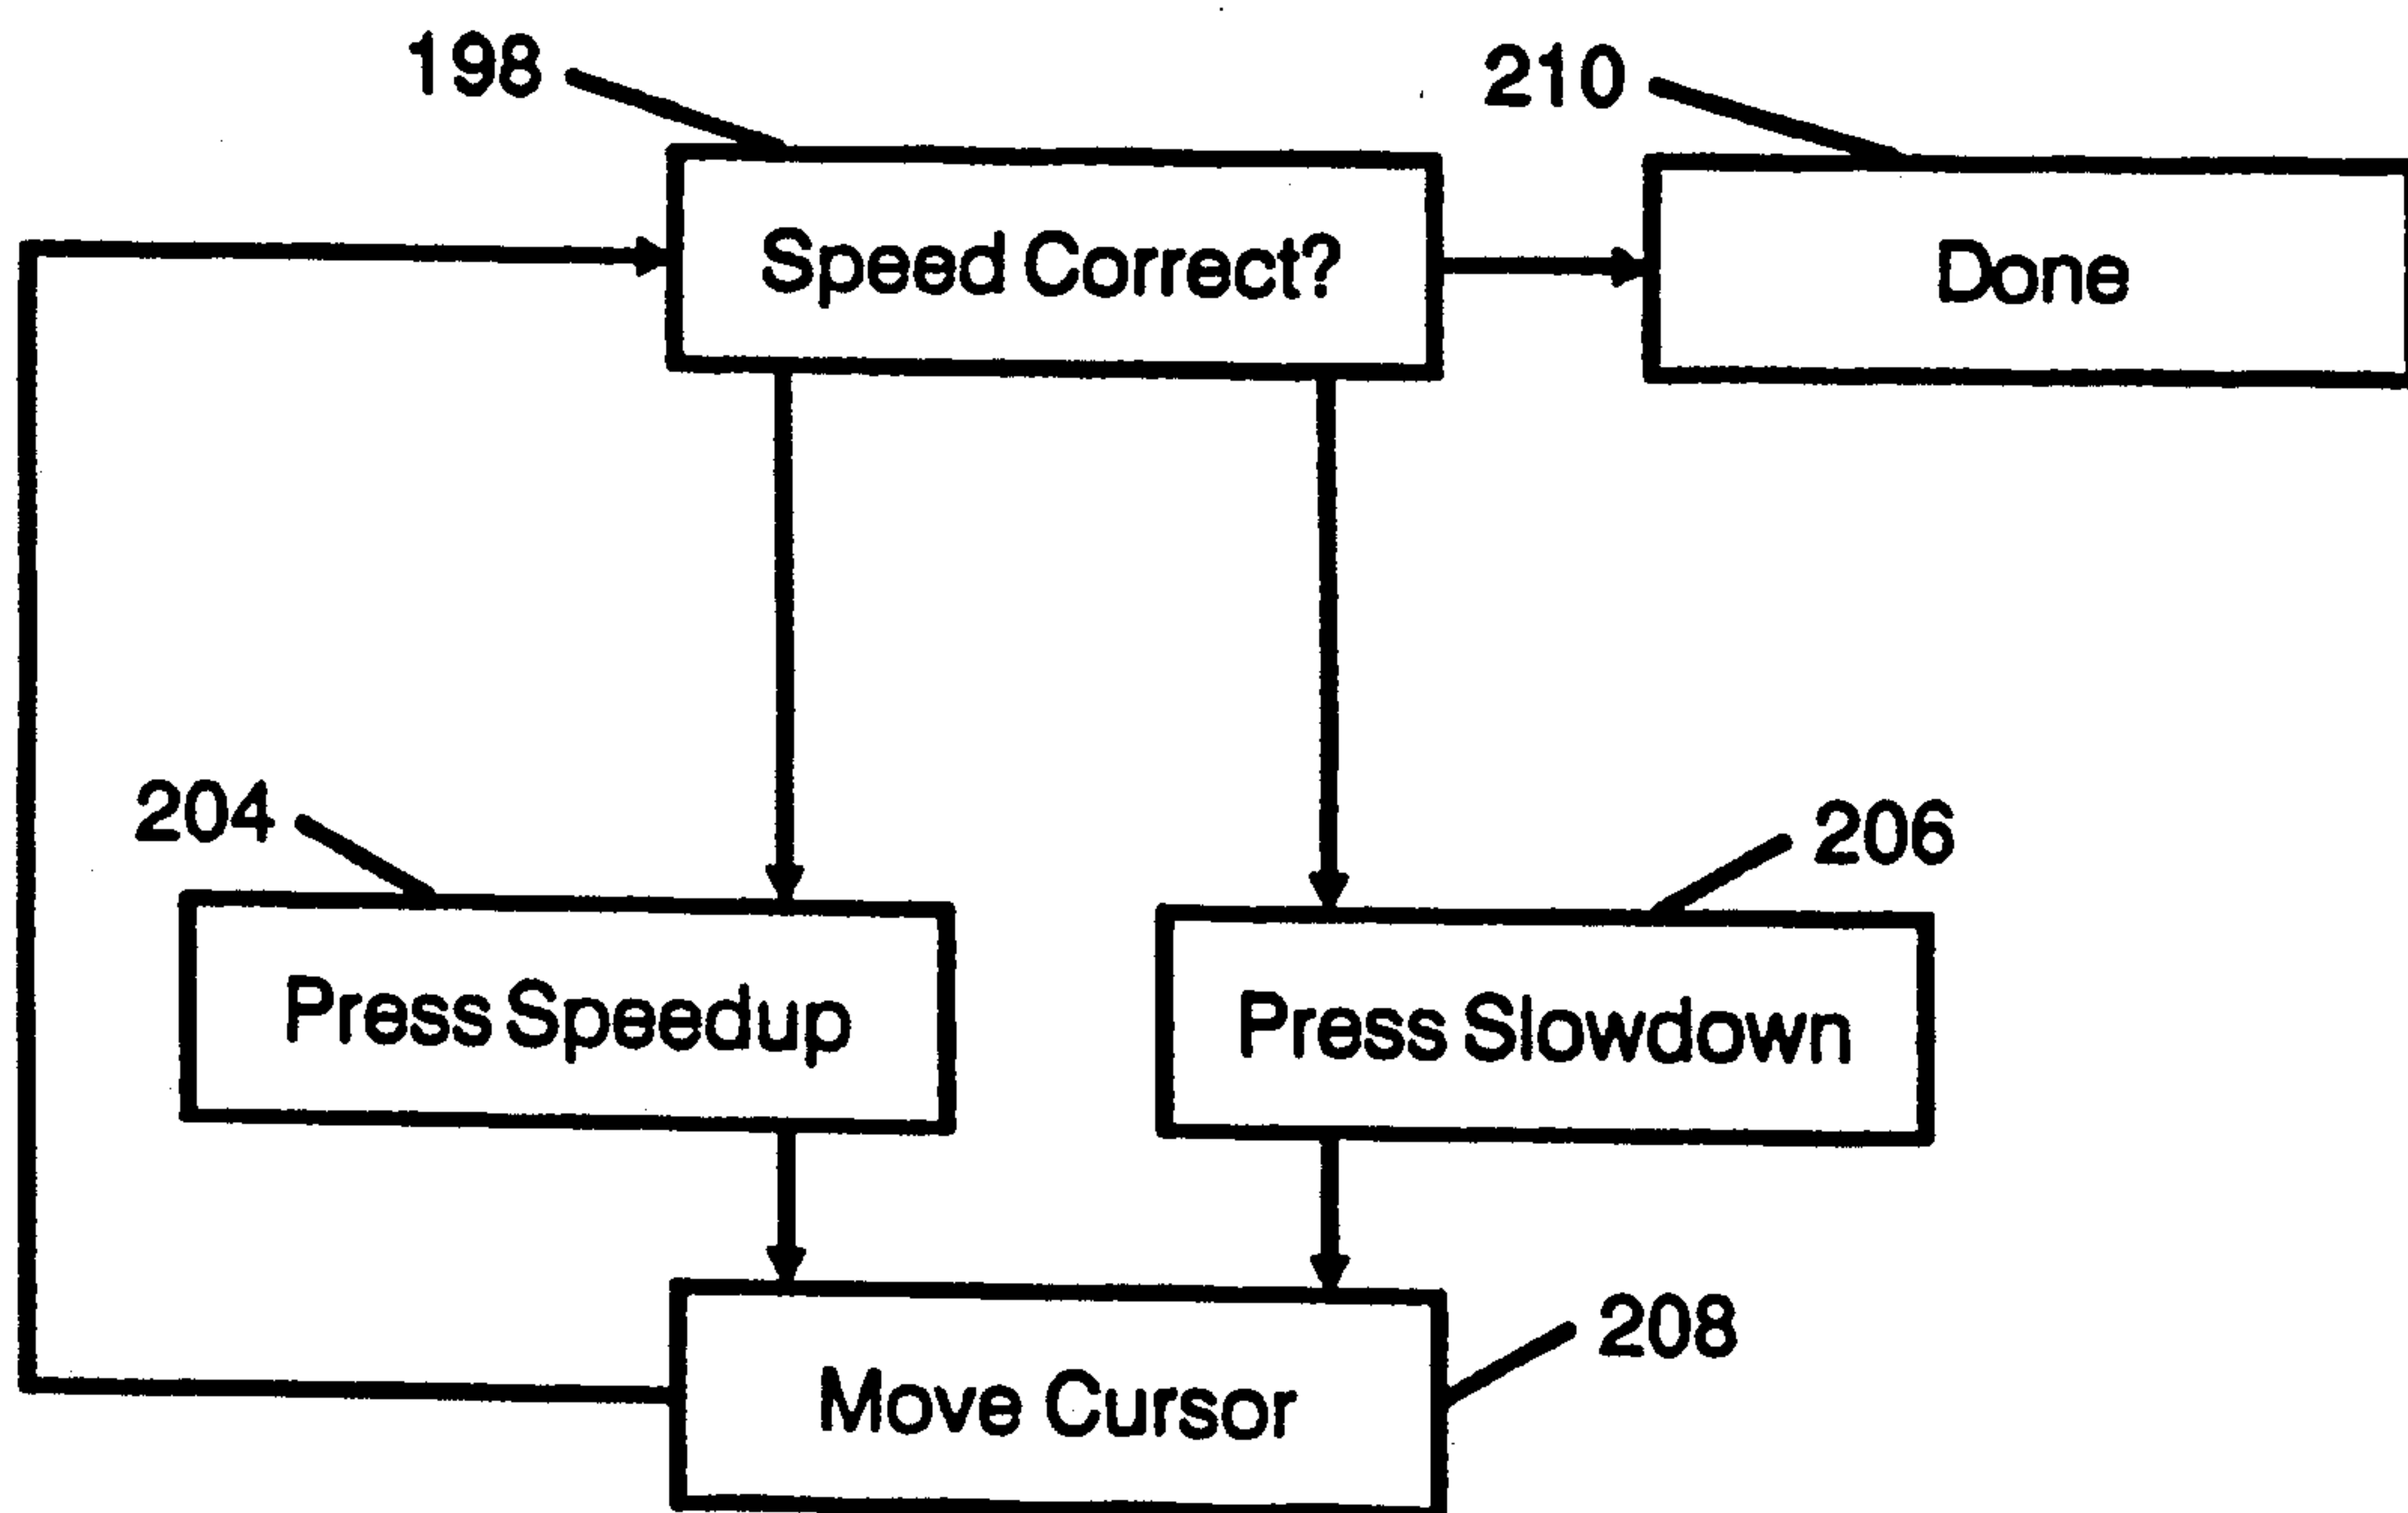 198
210
Speed Correct?
Done
204
206
Press Speedup
Press Slowdown
208
Move Cursor